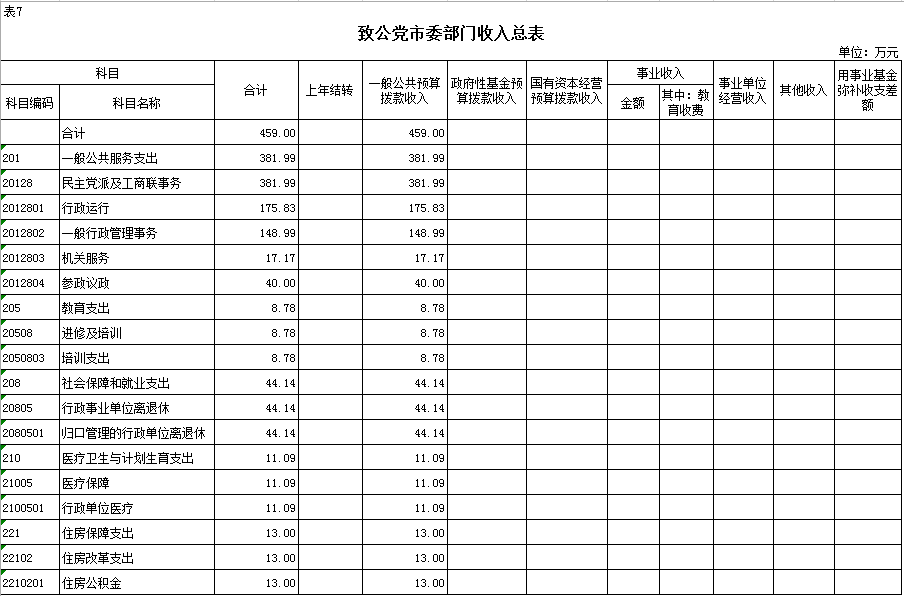 表7
致公党市委部门收入总表
单位：万元
科目 合计 上年结转 一般公共预算拨款收入 政府性基金预算拨款收入 国有资本经营预算拨款收入 事业收入 事业单位经营收入 其他收入 用事业基金弥补收支差额
科目编码 科目名称 金额 其中：教育收费
合计 459.00 459.00
201 一般公共服务支出 381.99 381.99
20128 民主党派及工商联事务 381.99 381.99
2012801 行政运行 175.83 175.83
2012802 一般行政管理事务 148.99 148.99
2012803 机关服务 17.17 17.17
2012804 参政议政 40.00 40.00
205 教育支出 8.78 8.78
20508 进修及培训 8.78 8.78
2050803 培训支出 8.78 8.78
208 社会保障和就业支出 44.14 44.14
20805 行政事业单位离退休 44.14 44.14
2080501 归口管理的行政单位离退休 44.14 44.14
210 医疗卫生与计划生育支出 11.09 11.09
21005 医疗保障 11.09 11.09
2100501 行政单位医疗 11.09 11.09
221 住房保障支出 13.00 13.00
22102 住房改革支出 13.00 13.00
2210201 住房公积金 13.00 13.00